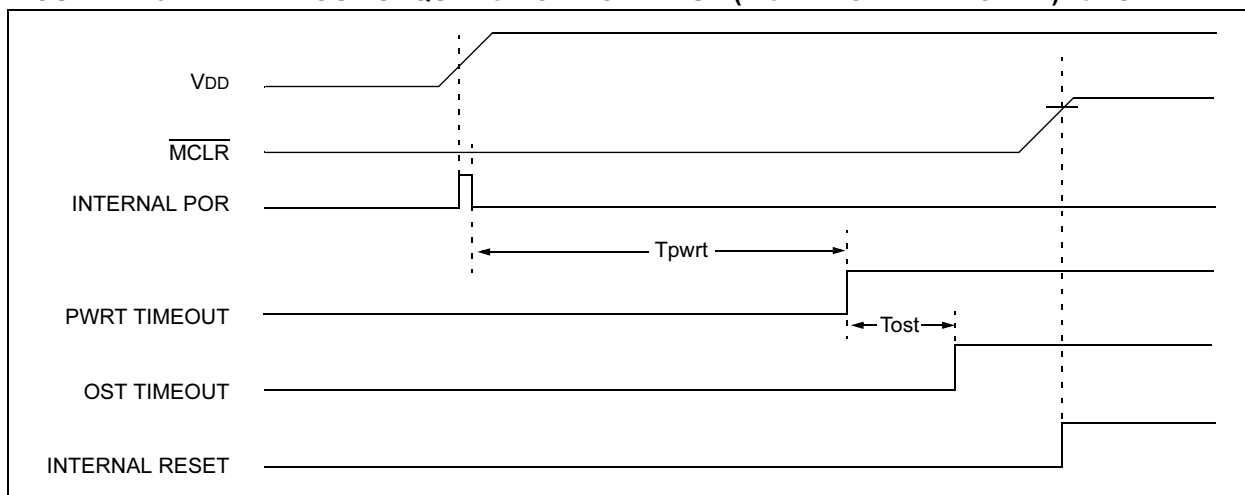 VDD
MCLR
INTERNAL POR
Tpwrt
PWRT TIMEOUT
Tost
OST TIMEOUT
INTERNAL RESET